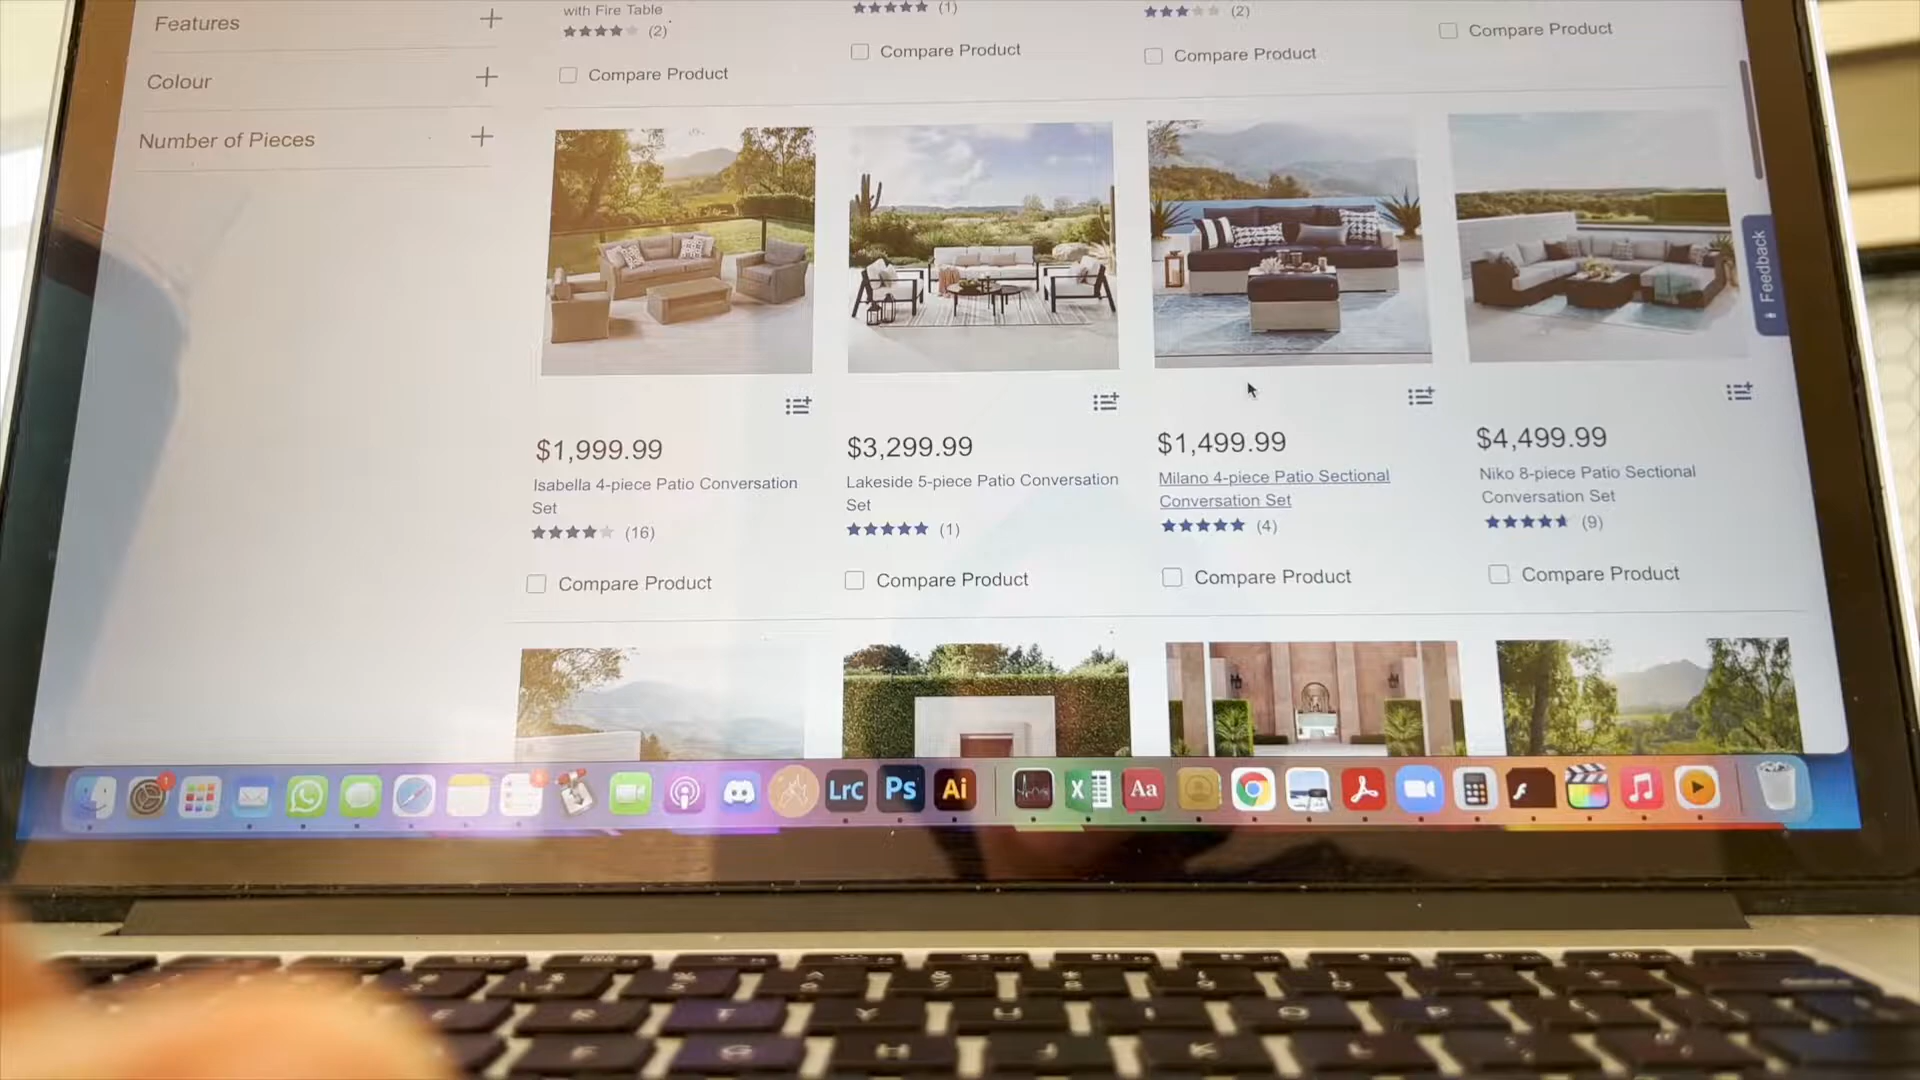 Features
with Fire Table
(2)
(1)
(2)
Compare Product
Compare Product
Compare Product
Compare Product
Colour
Number of Pieces
Feedback
$1,999.99
Isabella 4-piece Patio Conversation
Set
(16)
Compare Product
$3,299.99
Lakeside 5-piece Patio Conversation
Set
(1)
Compare Product
$1,499.99
Milano 4-piece Patio Sectional
Conversation Set
(4)
Compare Product
$4,499.99
Niko 8-piece Patio Sectional
Conversation Set
(9)
Compare Product
LrC Ps Ai X Aa